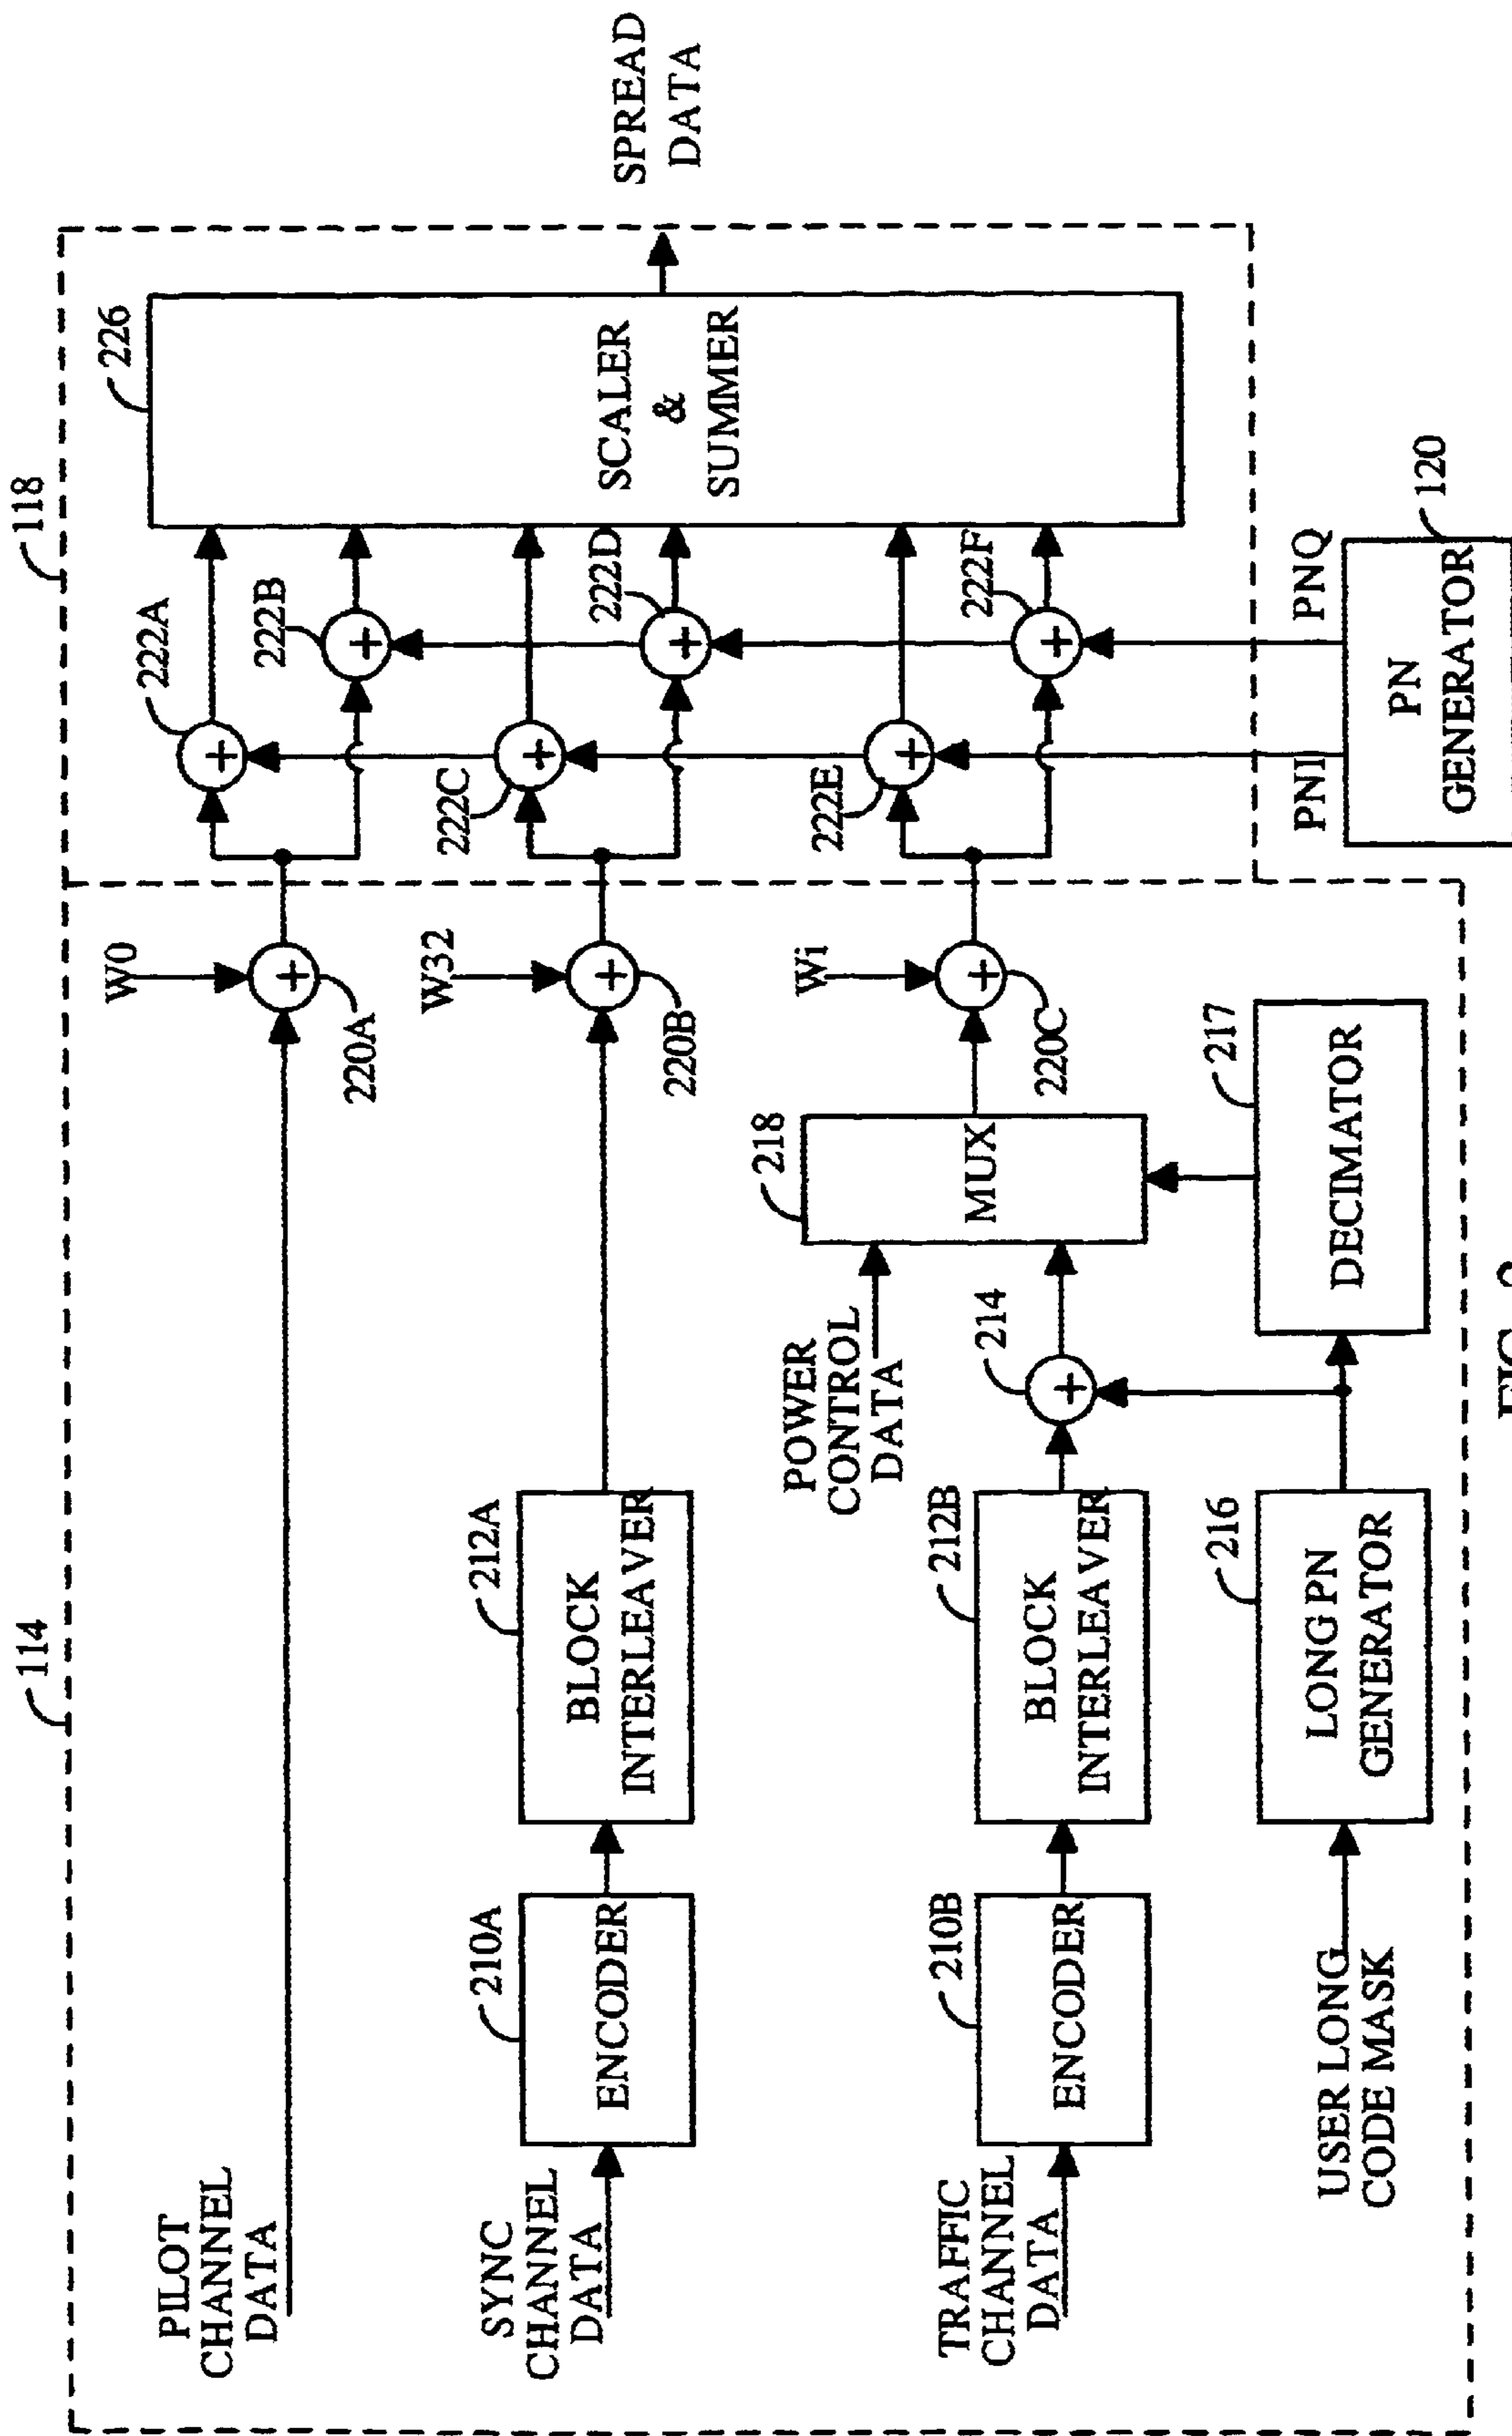 114
118
PILOT
CHANNEL
DATA
W0
220A
222A
222B
226
SCALER
&
SUMMER
SPREAD
DATA
SYNC
CHANNEL
DATA
210A
ENCODER
212A
BLOCK
INTERLEAVER
W32
220B
222C
222D
TRAFFIC
CHANNEL
DATA
210B
ENCODER
212B
BLOCK
INTERLEAVER
214
POWER
CONTROL
DATA
218
MUX
Wi
220C
222E
222F
USER LONG
CODE MASK
216
LONG PN
GENERATOR
217
DECIMATOR
PNI
PNQ
120
PN
GENERATOR